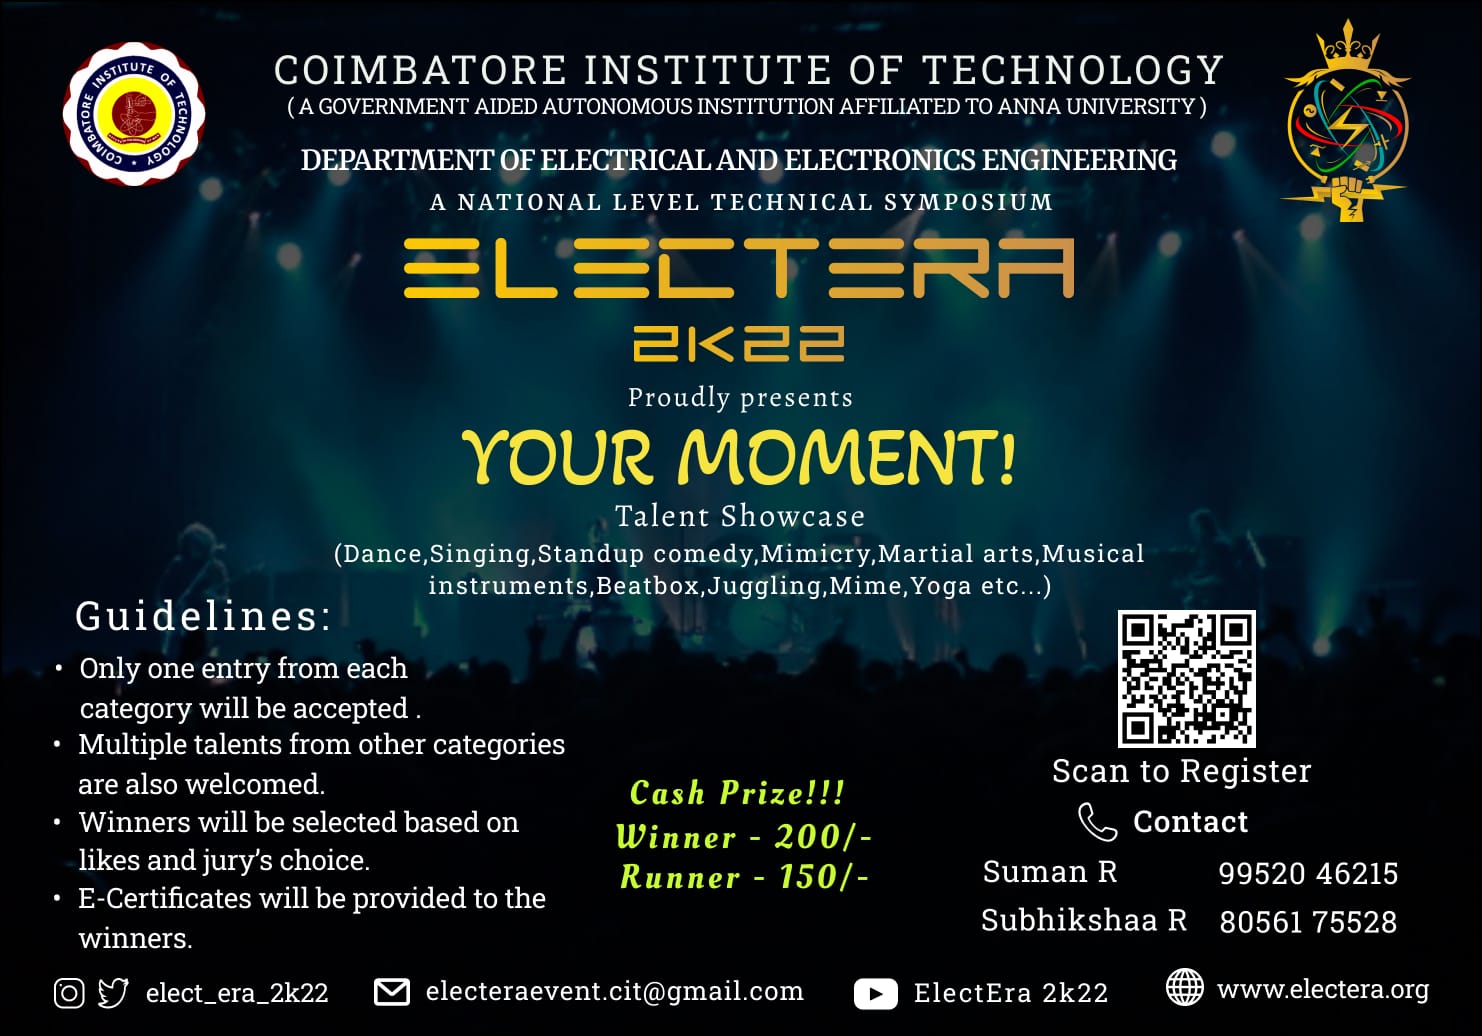 COIMBATORE INSTITUTE OF TECHNOLOGY
COIMBATORE INSTITUTE OF TECHNOLOGY
( A GOVERNMENT AIDED AUTONOMOUS INSTITUTION AFFILIATED TO ANNA UNIVERSITY )
DEPARTMENT OF ELECTRICAL AND ELECTRONICS ENGINEERING
A NATIONAL LEVEL TECHNICAL SYMPOSIUM
ELECTERA
2K22
Proudly presents
YOUR MOMENT!
Talent Showcase
(Dance,Singing,Standup comedy,Mimicry,Martial arts,Musical
instruments,Beatbox,Juggling,Mime,Yoga etc...)
Guidelines:
• Only one entry from each
category will be accepted .
• Multiple talents from other categories
are also welcomed.
• Winners will be selected based on
likes and jury's choice.
• E-Certificates will be provided to the
winners.
Cash Prize!!!
Winner - 200/-
Runner - 150/-
Scan to Register
Contact
Suman R 99520 46215
Subhikshaa R 80561 75528
elect_era_2k22
electeraevent.cit@gmail.com
ElectEra 2k22
www.electera.org